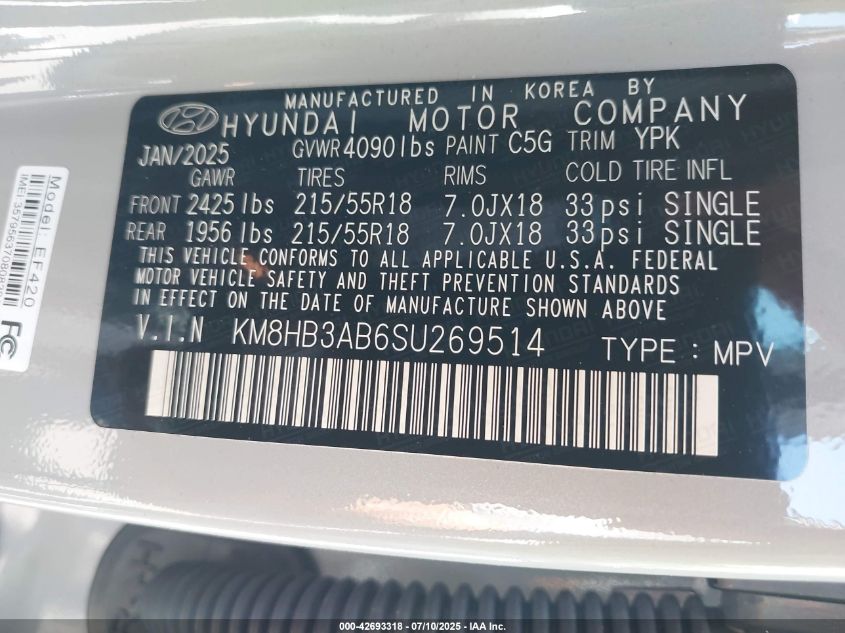 MANUFACTURED IN KOREA BY
HYUNDAI MOTOR COMPANY
JAN/2025 GVWR 4090 lbs PAINT C5G TRIM YPK
GAWR TIRES RIMS COLD TIRE INFL
FRONT 2425 lbs 215/55R18 7.0JX18 33 psi SINGLE
REAR 1956 lbs 215/55R18 7.0JX18 33 psi SINGLE
THIS VEHICLE CONFORMS TO ALL APPLICABLE U.S.A. FEDERAL
MOTOR VEHICLE SAFETY AND THEFT PREVENTION STANDARDS
IN EFFECT ON THE DATE OF MANUFACTURE SHOWN ABOVE
V.I.N KM8HB3AB6SU269514 TYPE : MPV
Model: EF420
IMEI:
FC
000-42693318 - 07/10/2025 - IAA Inc.